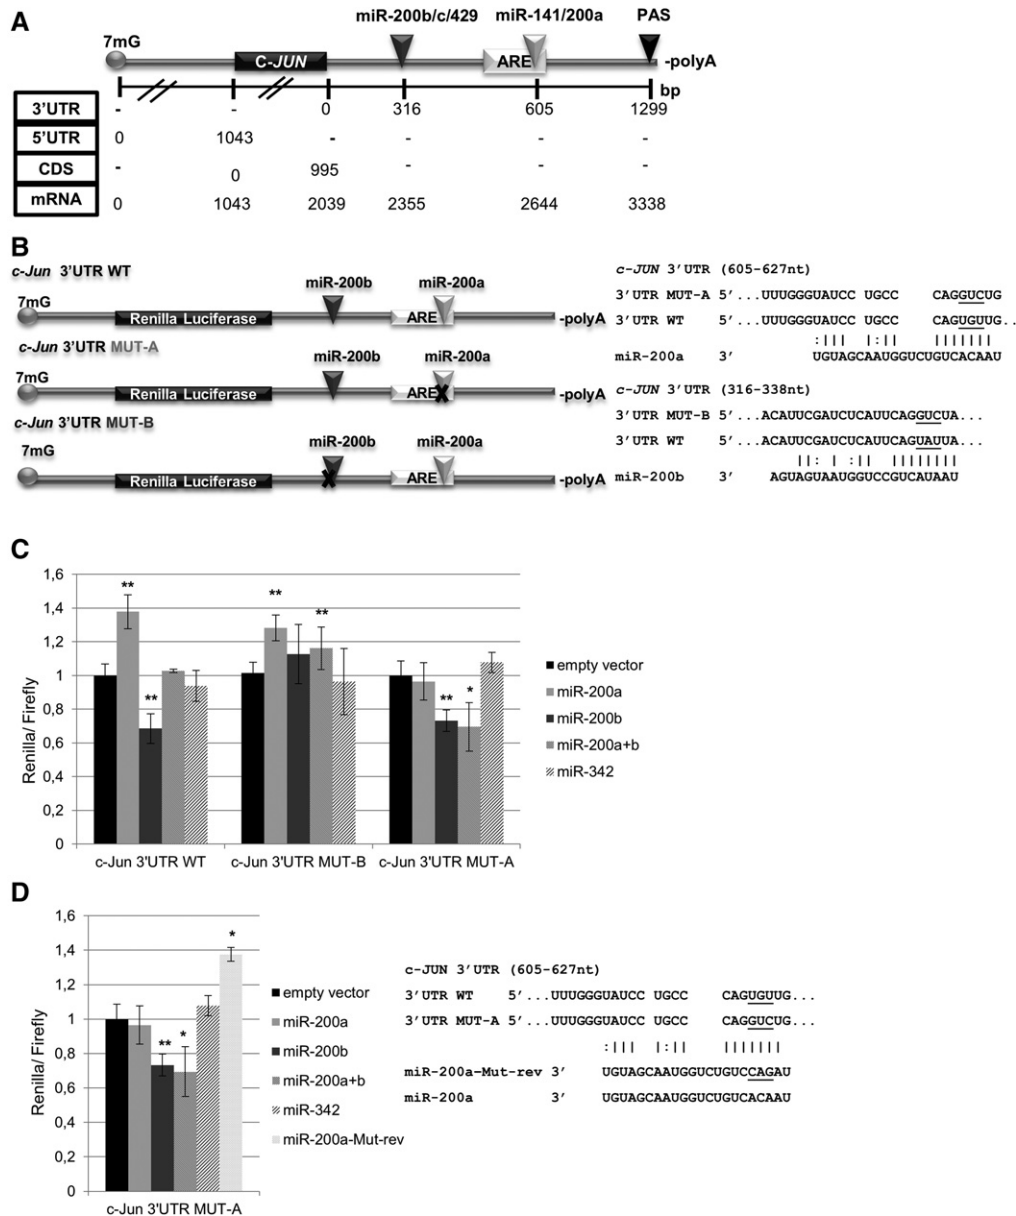 A
miR-200b/c/429 miR-141/200a PAS
7mG
C-JUN ARE -polyA
bp
3'UTR - - 0 316 605 1299
5'UTR 0 1043 - - - -
CDS - 0 995 - - -
mRNA 0 1043 2039 2355 2644 3338
B
c-Jun 3'UTR WT
miR-200b miR-200a
7mG
Renilla Luciferase ARE -polyA
c-Jun 3'UTR MUT-A
miR-200b miR-200a
7mG
Renilla Luciferase ARE -polyA
c-Jun 3'UTR MUT-B
miR-200b miR-200a
7mG
Renilla Luciferase ARE -polyA
c-JUN 3'UTR (605-627nt)
3'UTR MUT-A 5'...UUUGGGUAUCC UGCC CAGGUCUG
3'UTR WT 5'...UUUGGGUAUCC UGCC CAGUGUUG...
:||| |:|| |||||||
miR-200a 3' UGUAGCAAUGGUCUGUCACAAU
c-JUN 3'UTR (316-338nt)
3'UTR MUT-B 5'...ACAUUCGAUCUCAUUCAGGUCUA...
3'UTR WT 5'...ACAUUCGAUCUCAUUCAGUAUUA...
||: | :|| ||||||||
miR-200b 3' AGUAGUAAUGGUCCGUCAUAAU
C
1,6
1,4
1,2
1
0,8
0,6
0,4
0,2
0
Renilla/ Firefly
** ** ** ** ** *
c-Jun 3'UTR WT c-Jun 3'UTR MUT-B c-Jun 3'UTR MUT-A
empty vector
miR-200a
miR-200b
miR-200a+b
miR-342
D
1,6
1,4
1,2
1
0,8
0,6
0,4
0,2
0
Renilla/ Firefly
** * *
c-Jun 3'UTR MUT-A
empty vector
miR-200a
miR-200b
miR-200a+b
miR-342
miR-200a-Mut-rev
c-JUN 3'UTR (605-627nt)
3'UTR WT 5'...UUUGGGUAUCC UGCC CAGUGUUG...
3'UTR MUT-A 5'...UUUGGGUAUCC UGCC CAGGUCUG...
:||| |:|| |||||||
miR-200a-Mut-rev 3' UGUAGCAAUGGUCUGUCCAGAU
miR-200a 3' UGUAGCAAUGGUCUGUCACAAU